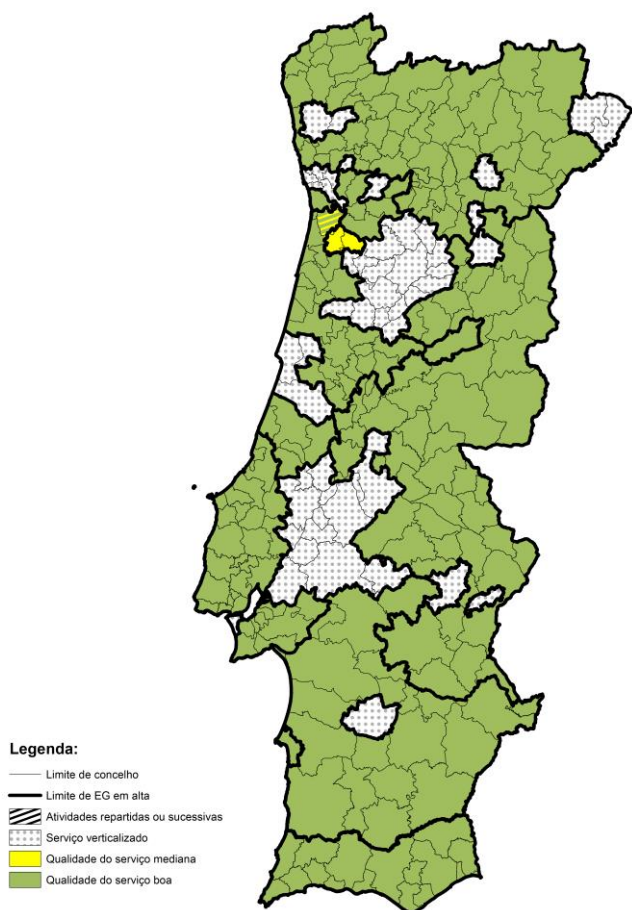 Legenda:
Limite de concelho
Limite de EG em alta
Atividades repartidas ou sucessivas
Serviço verticalizado
Qualidade do serviço mediana
Qualidade do serviço boa